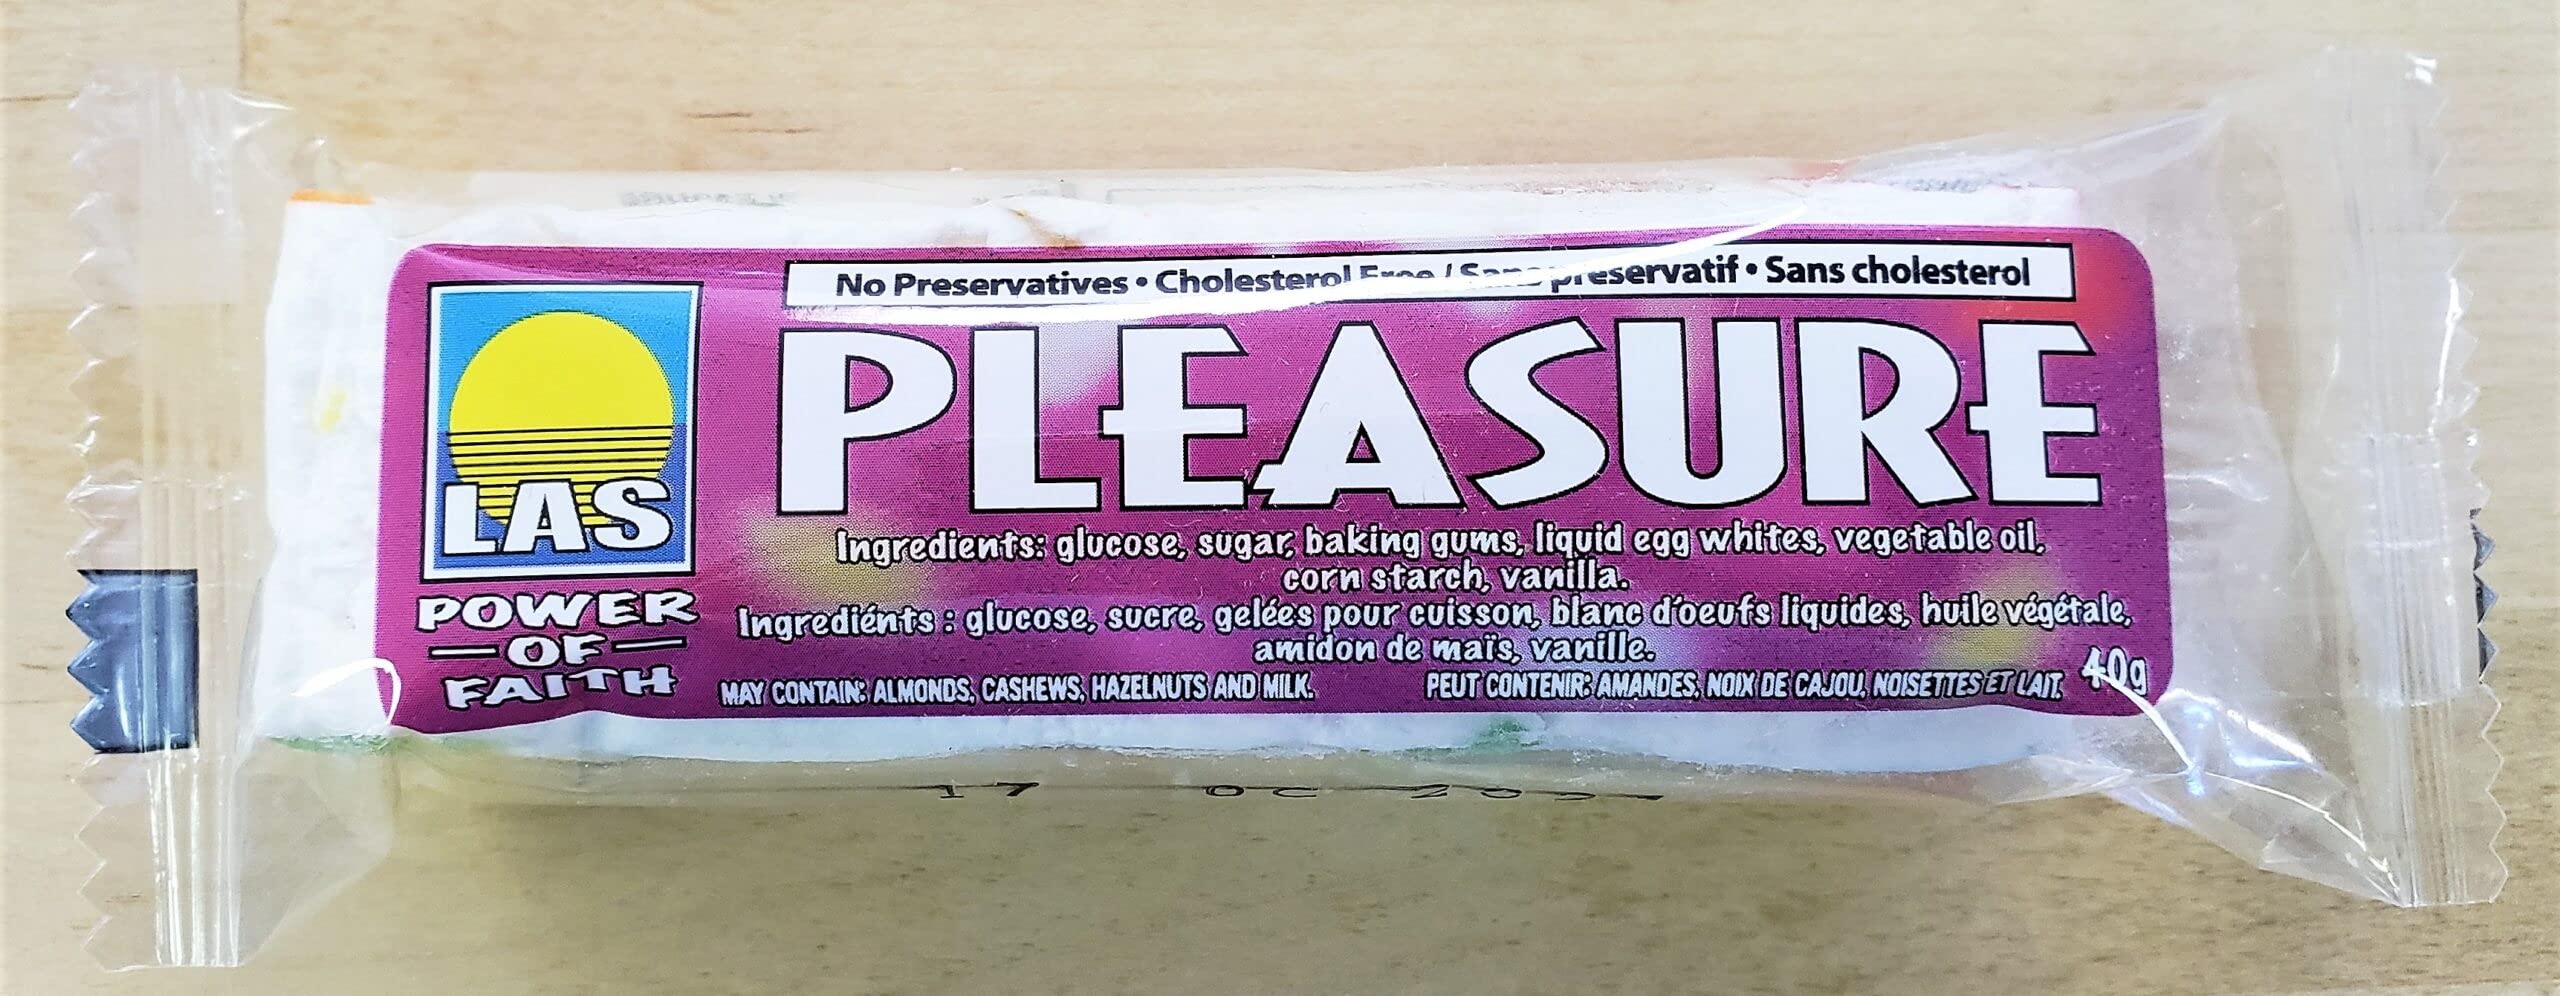 No Preservatives • Cholesterol Free / Sans préservatif • Sans cholesterol
PLEASURE
LAS
POWER
OF
FAITH
Ingredients: glucose, sugar, baking gums, liquid egg whites, vegetable oil,
corn starch, vanilla.
Ingrediénts : glucose, sucre, gelées pour cuisson, blanc d'oeufs liquides, huile végétale,
amidon de maïs, vanille.
MAY CONTAIN: ALMONDS, CASHEWS, HAZELNUTS AND MILK.
PEUT CONTENIR: AMANDES, NOIX DE CAJOU, NOISETTES ET LAIT.
40g
17